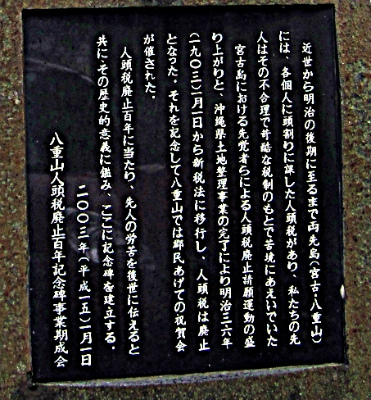 近世から明治の後期に至るまで両先島(宮古・八重山)
には、各個人に頭割りに課した人頭税があり、私たちの先
人はその不合理で苛酷な税制のもとで苦境にあえいでいた
宮古島における先覚者らによる人頭税廃止請願運動の盛
り上がりと、沖縄県土地整理事業の完了により明治三六年
(一九〇三)一月一日から新税法に移行し、人頭税は廃止
となった。それを記念して八重山では郷民あげての祝賀会
が催された。
人頭税廃止百年に当たり、先人の労苦を後世に伝えると
共にその歴史的意義に鑑み、ここに記念碑を建立する。
二〇〇三年(平成一五)一月一日
八重山人頭税廃止百年記念碑事業期成会